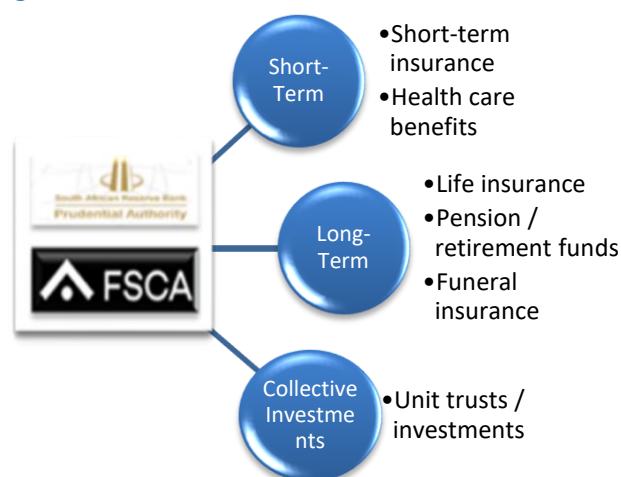 Short-
Term
•Short-term
insurance
•Health care
benefits
South African Reserve Bank
Prudential Authority
FSCA
Long-
Term
•Life insurance
•Pension /
retirement funds
•Funeral
insurance
Collective
Investme
nts
•Unit trusts /
investments